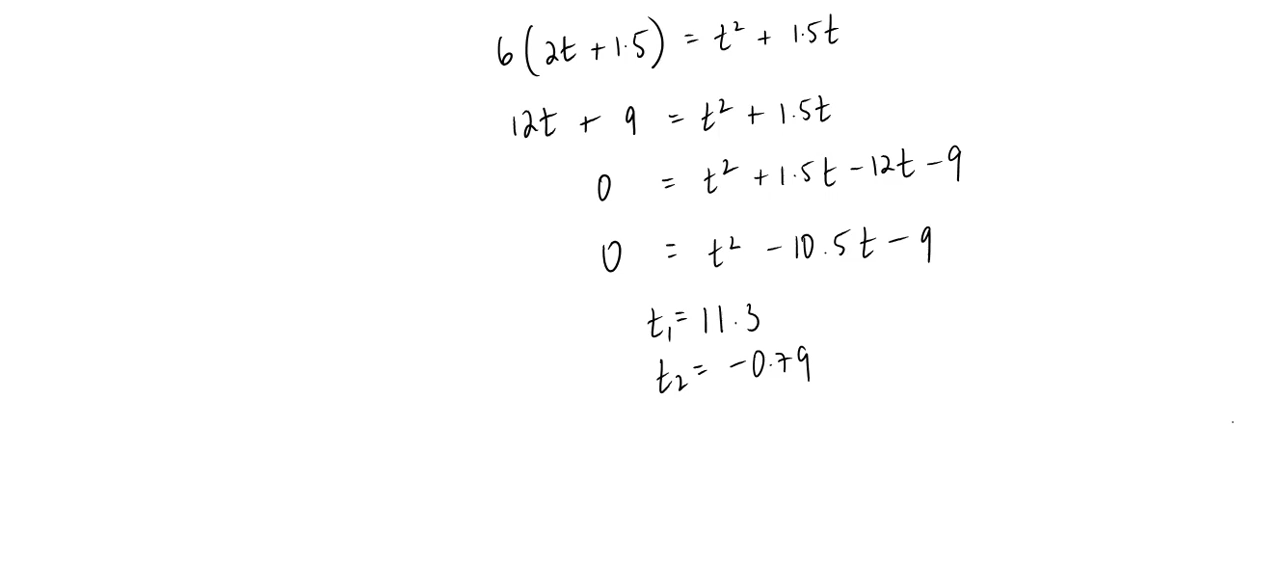 6(2t + 1.5) = t² + 1.5t
12t + 9 = t² + 1.5t
0 = t² + 1.5t - 12t - 9
0 = t² - 10.5t - 9
t₁ = 11.3
t₂ = -0.79